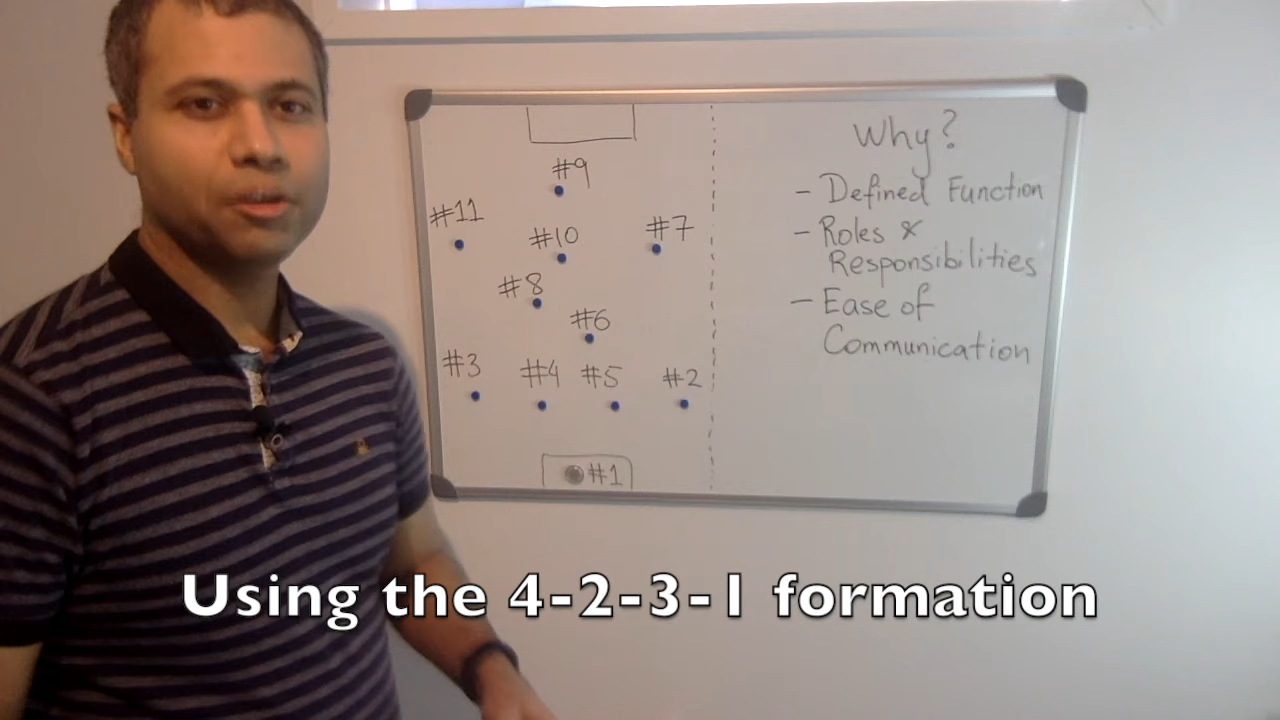 #9
#11
#10
#7
#8
#6
#3
#4
#5
#2
#1
Why?
- Defined Function
- Roles &
Responsibilities
- Ease of
Communication
Using the 4-2-3-1 formation